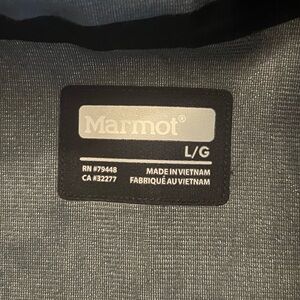 Marmot®
L/G
RN #79448
CA #32277
MADE IN VIETNAM
FABRIQUÉ AU VIETNAM